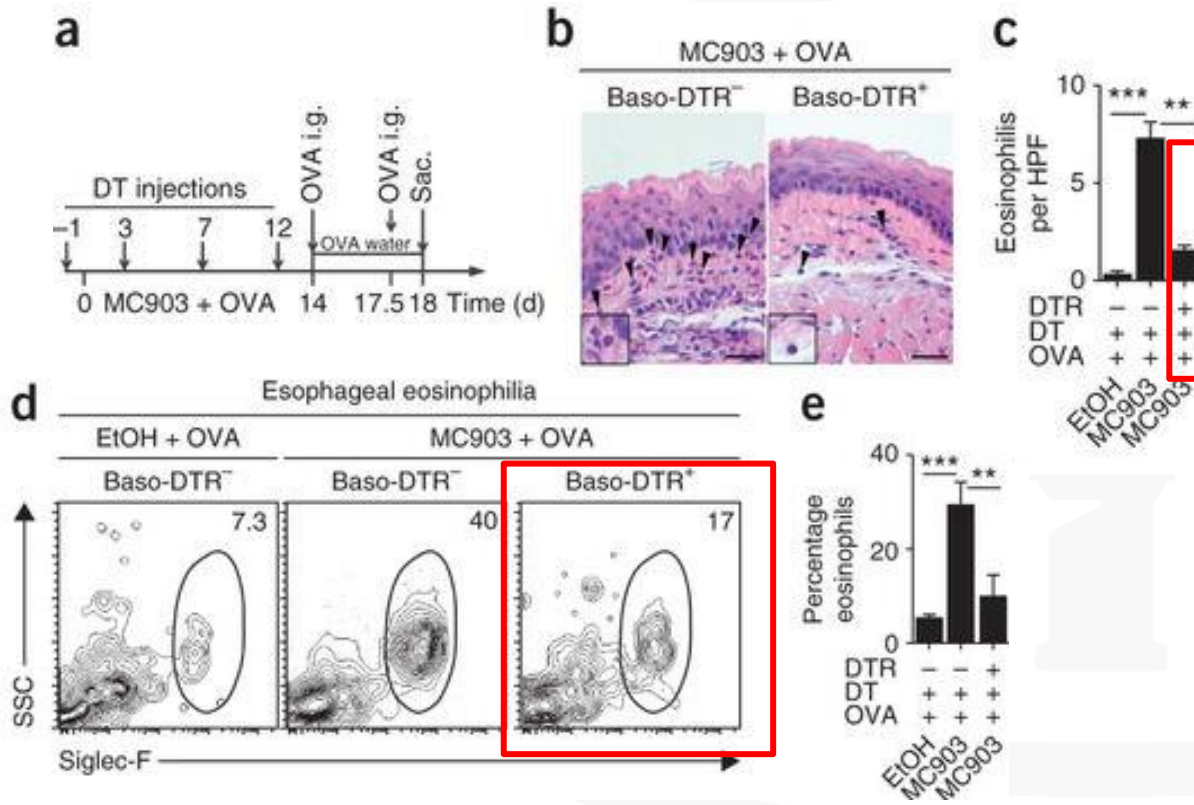 a
DT injections
–1 3 7 12
OVA i.g.
OVA i.g.
Sac.
OVA water
0 MC903 + OVA 14 17.5 18 Time (d)
b
MC903 + OVA
Baso-DTR– Baso-DTR+
c
Eosinophilis
per HPF
10
5
0
*** **
DTR – – +
DT + + +
OVA + + +
EtOH
MC903
MC903
d
Esophageal eosinophilia
EtOH + OVA MC903 + OVA
Baso-DTR– Baso-DTR– Baso-DTR+
7.3 40 17
SSC
Siglec-F
e
Percentage
eosinophils
40
20
0
*** **
DTR – – +
DT + + +
OVA + + +
EtOH
MC903
MC903